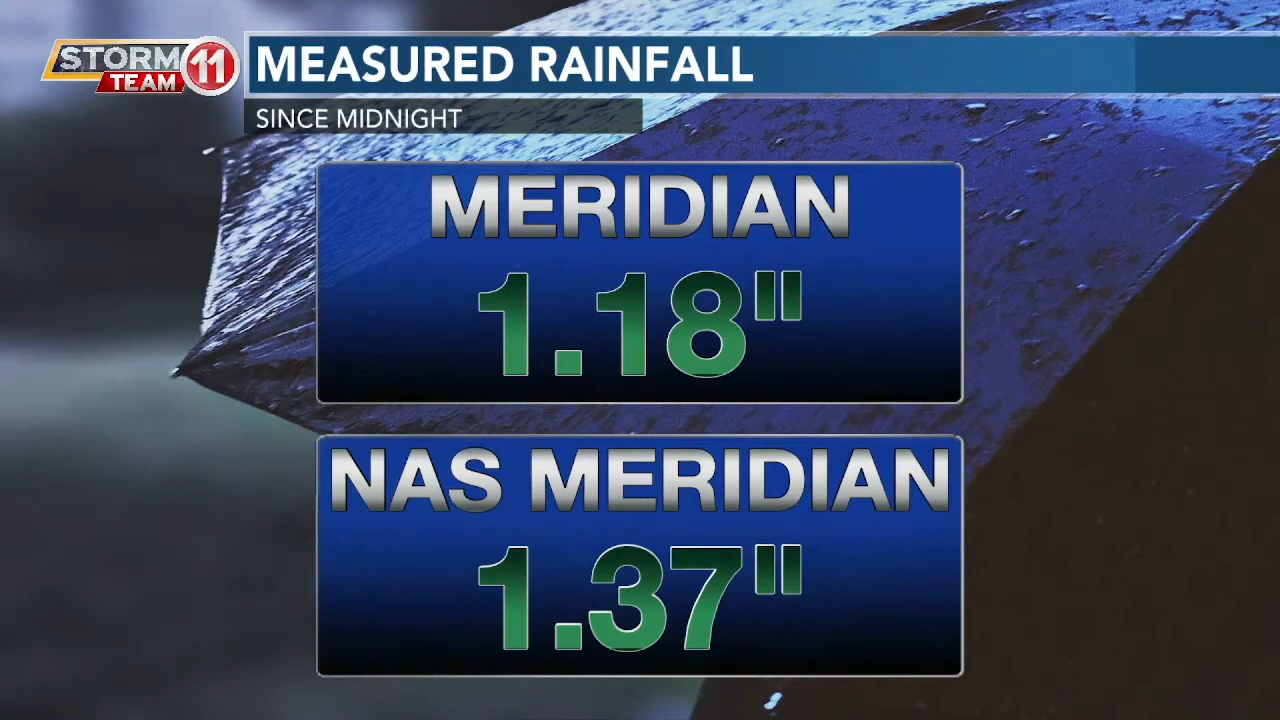 STORM
TEAM
11
MEASURED RAINFALL
SINCE MIDNIGHT
MERIDIAN
1.18"
NAS MERIDIAN
1.37"